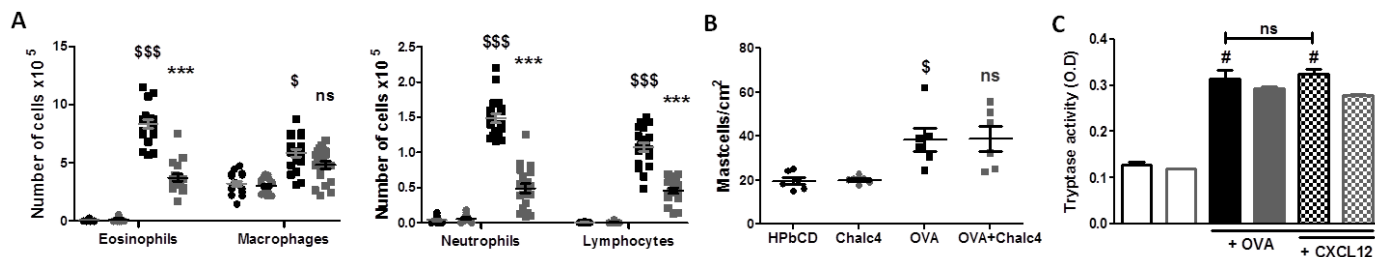 A
Number of cells x10 5
15
10
5
0
$$$
***
$
ns
Eosinophils Macrophages
Number of cells x10 5
2.5
2.0
1.5
1.0
0.5
0.0
$$$
***
$$$
***
Neutrophils Lymphocytes
B
Mastcells/cm2
80
60
40
20
0
$
ns
HPbCD Chalc4 OVA OVA+Chalc4
C
Tryptase activity (O.D)
0.4
0.3
0.2
0.1
0.0
ns
# #
+ OVA
+ CXCL12